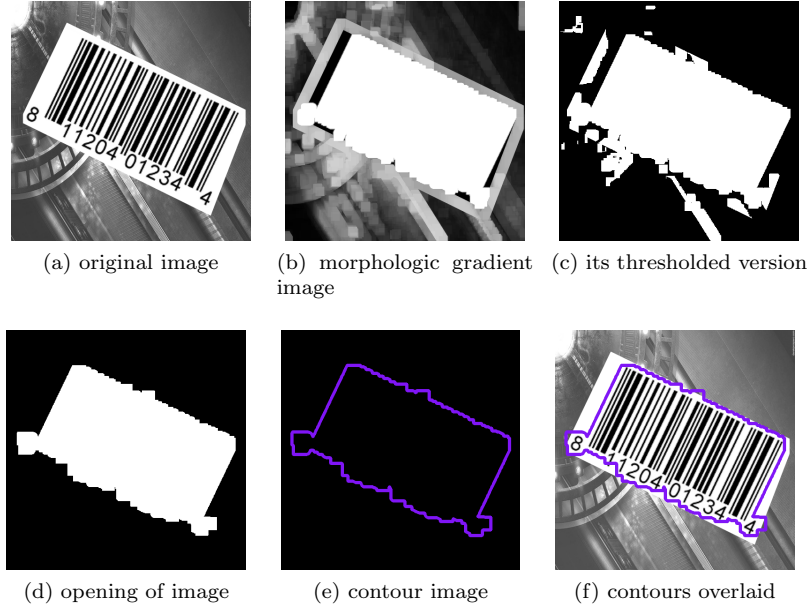 8
11204 01234
4
(a) original image
(b) morphologic gradient
image
(c) its thresholded version
8
11204 01234
4
(d) opening of image
(e) contour image
(f) contours overlaid